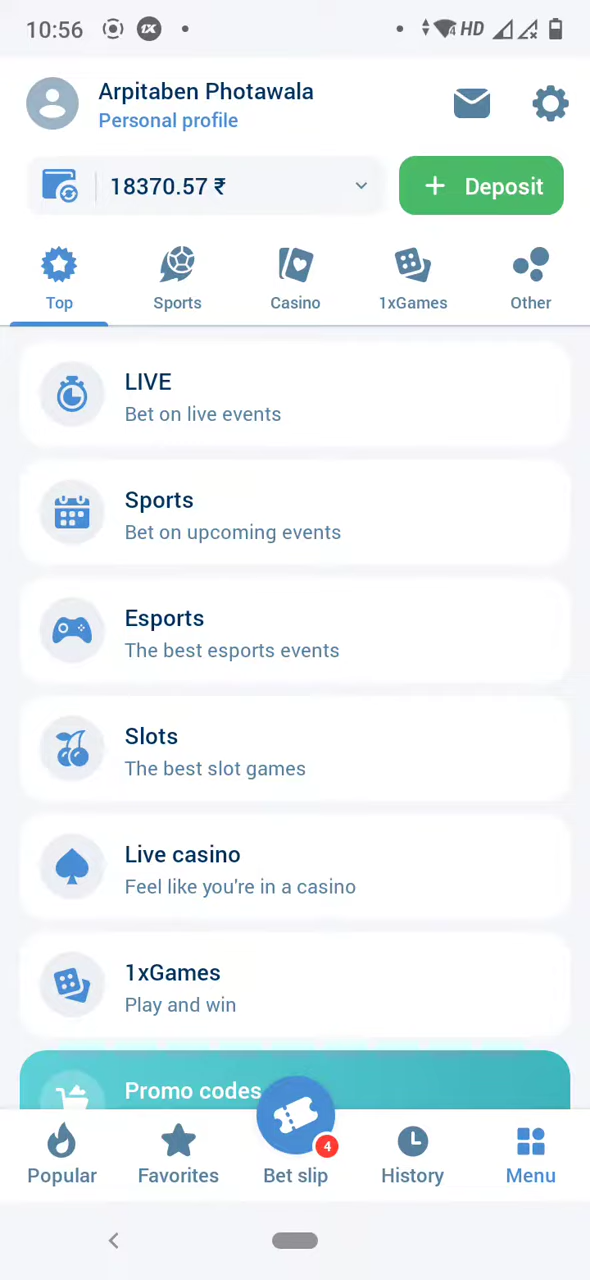 10:56
1X
4 HD
Arpitaben Photawala
Personal profile
18370.57 ₹
+ Deposit
Top
Sports
Casino
1xGames
Other
LIVE
Bet on live events
Sports
Bet on upcoming events
Esports
The best esports events
Slots
The best slot games
Live casino
Feel like you're in a casino
1xGames
Play and win
Promo codes
4
Popular
Favorites
Bet slip
History
Menu